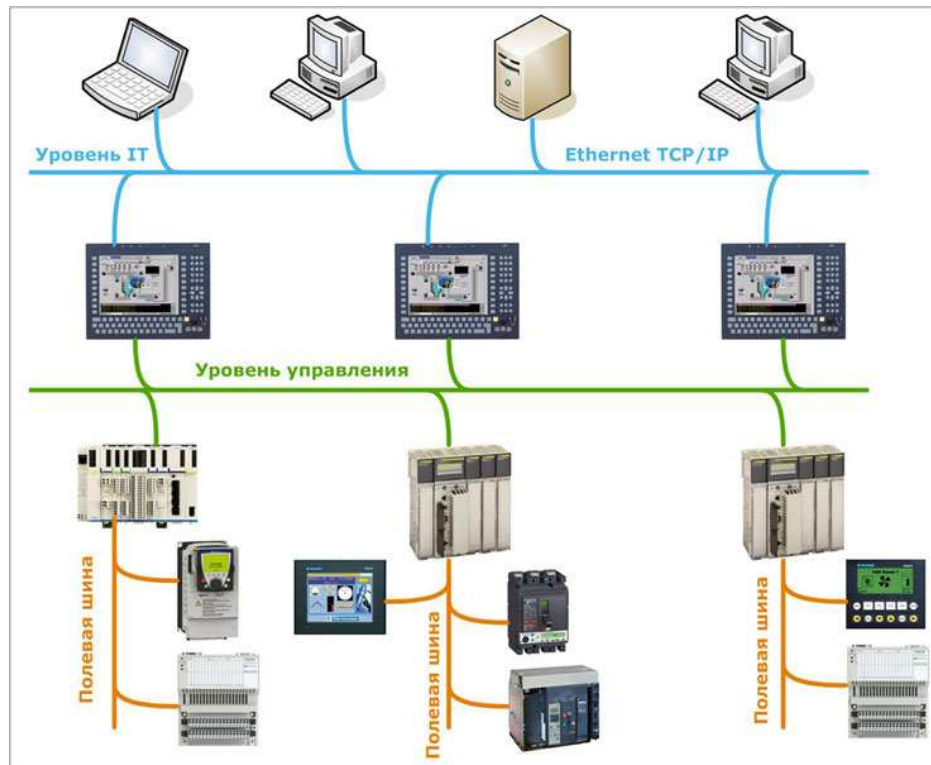 Уровень IT
Ethernet TCP/IP
Уровень управления
Полевая шина
Полевая шина
Полевая шина